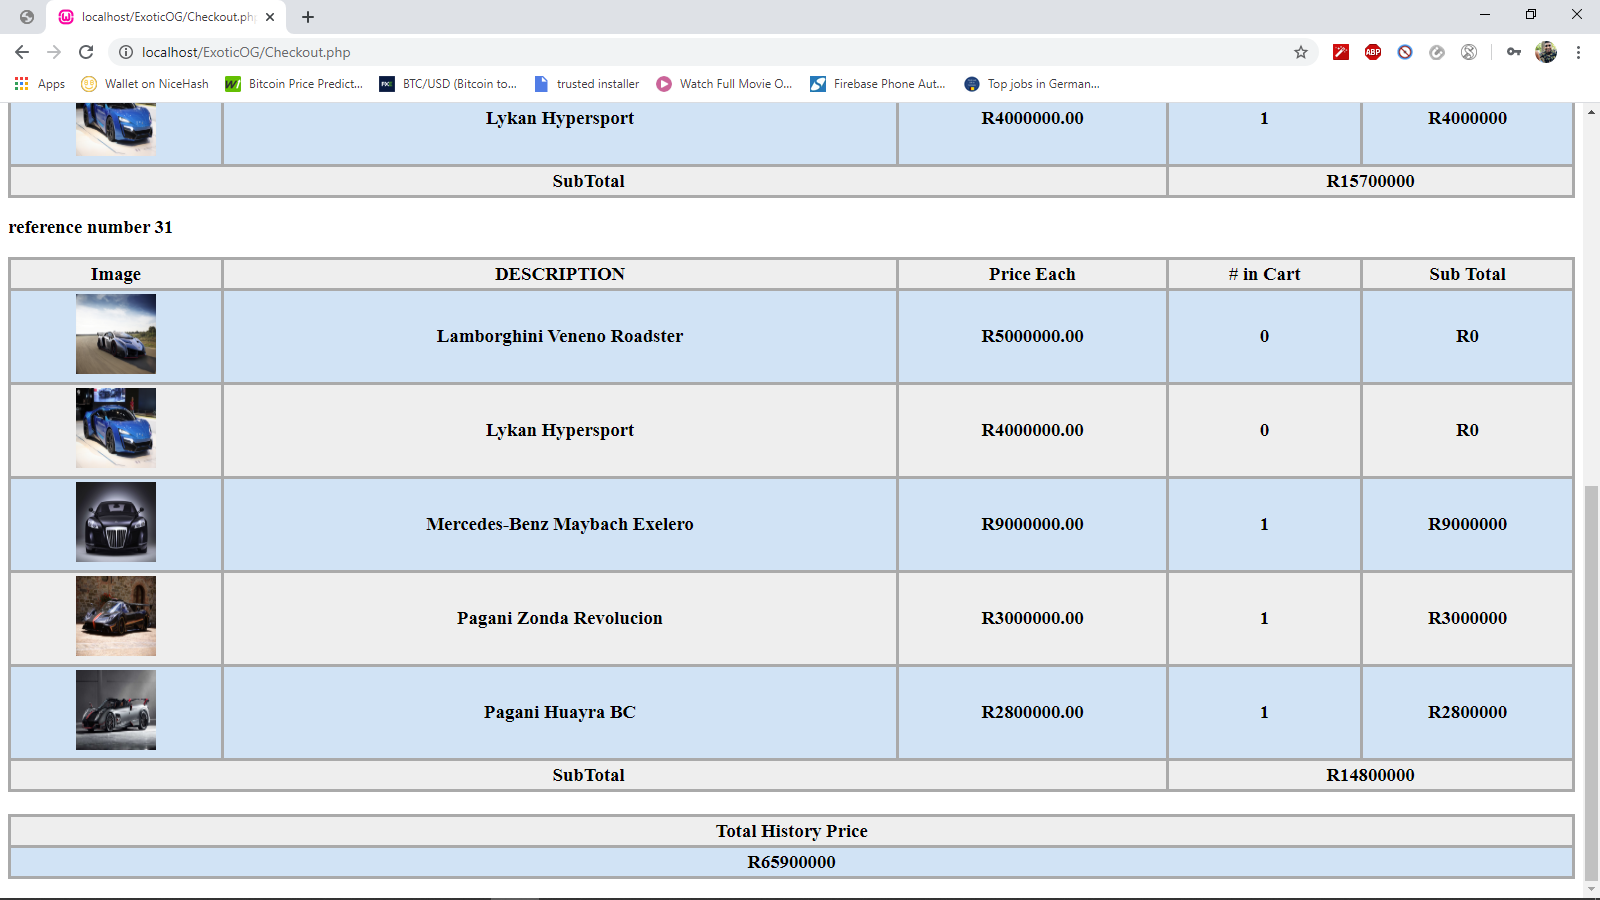 localhost/ExoticOG/Checkout.php
localhost/ExoticOG/Checkout.php
ABP
Apps Wallet on NiceHash Bitcoin Price Predict... BTC/USD (Bitcoin to... trusted installer Watch Full Movie O... Firebase Phone Aut... Top jobs in German...
Lykan Hypersport R4000000.00 1 R4000000
SubTotal R15700000
reference number 31
Image DESCRIPTION Price Each # in Cart Sub Total
Lamborghini Veneno Roadster R5000000.00 0 R0
Lykan Hypersport R4000000.00 0 R0
Mercedes-Benz Maybach Exelero R9000000.00 1 R9000000
Pagani Zonda Revolucion R3000000.00 1 R3000000
Pagani Huayra BC R2800000.00 1 R2800000
SubTotal R14800000
Total History Price
R65900000